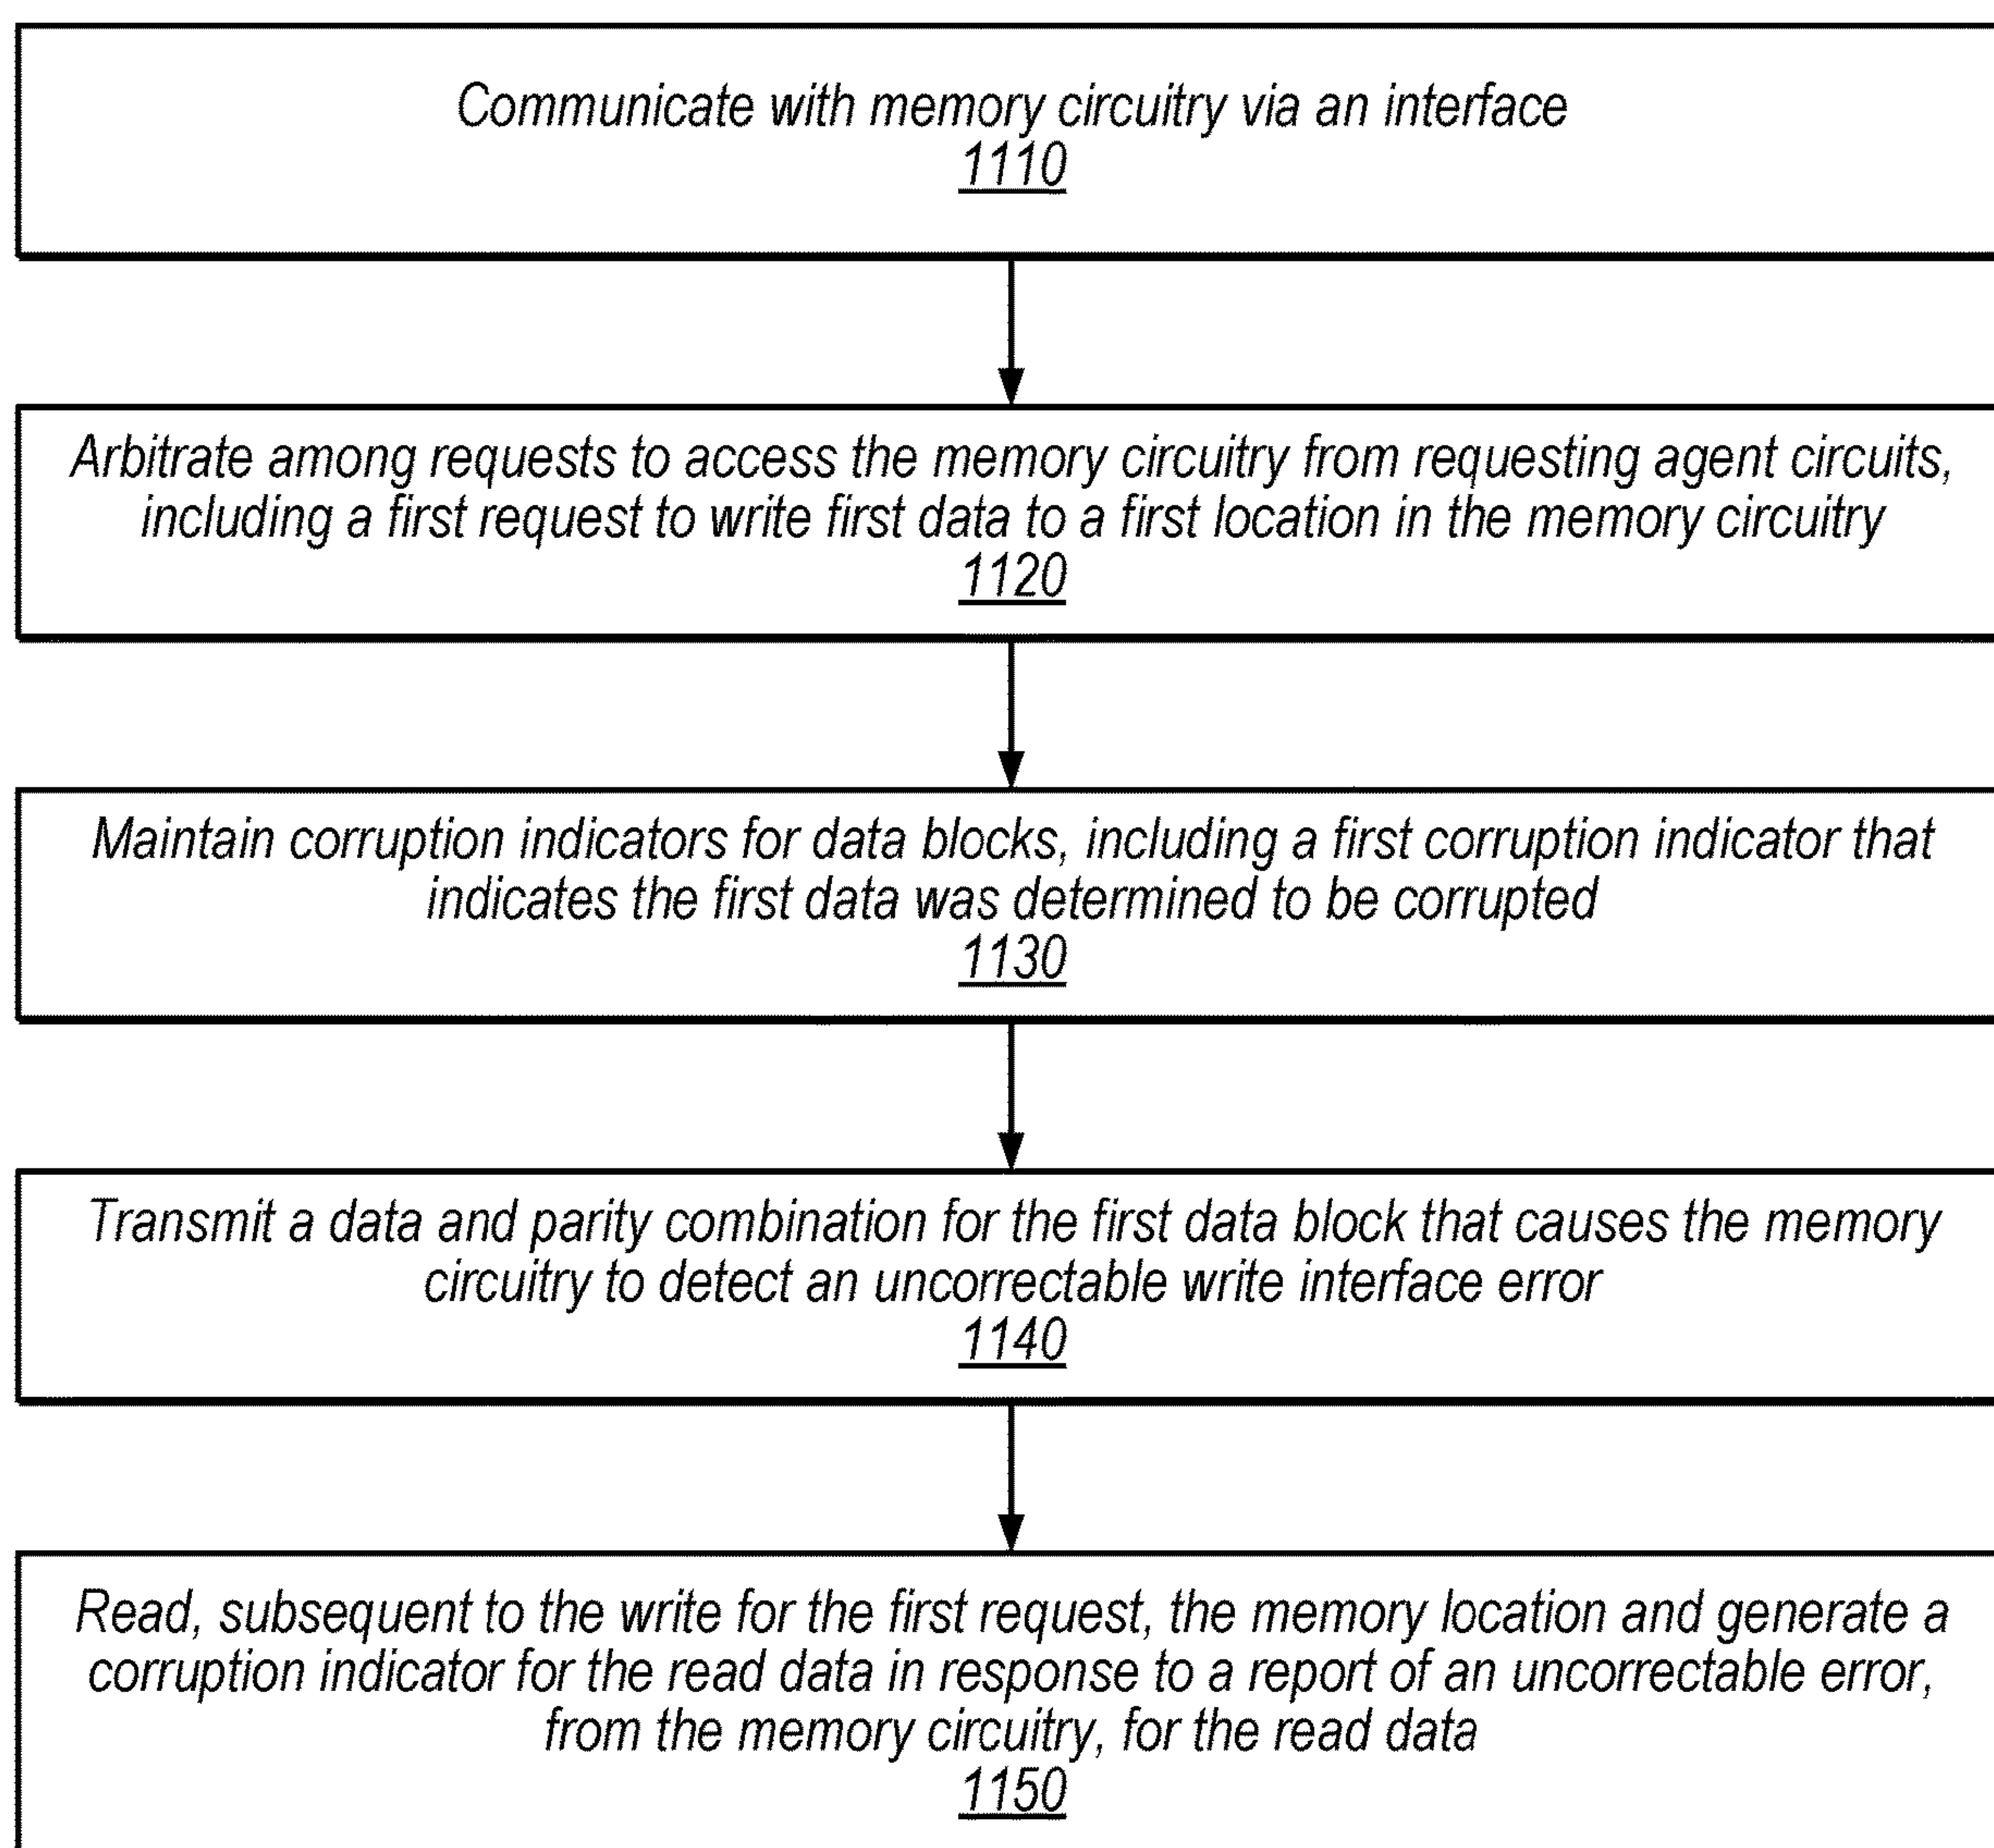 Communicate with memory circuitry via an interface
1110
Arbitrate among requests to access the memory circuitry from requesting agent circuits,
including a first request to write first data to a first location in the memory circuitry
1120
Maintain corruption indicators for data blocks, including a first corruption indicator that
indicates the first data was determined to be corrupted
1130
Transmit a data and parity combination for the first data block that causes the memory
circuitry to detect an uncorrectable write interface error
1140
Read, subsequent to the write for the first request, the memory location and generate a
corruption indicator for the read data in response to a report of an uncorrectable error,
from the memory circuitry, for the read data
1150